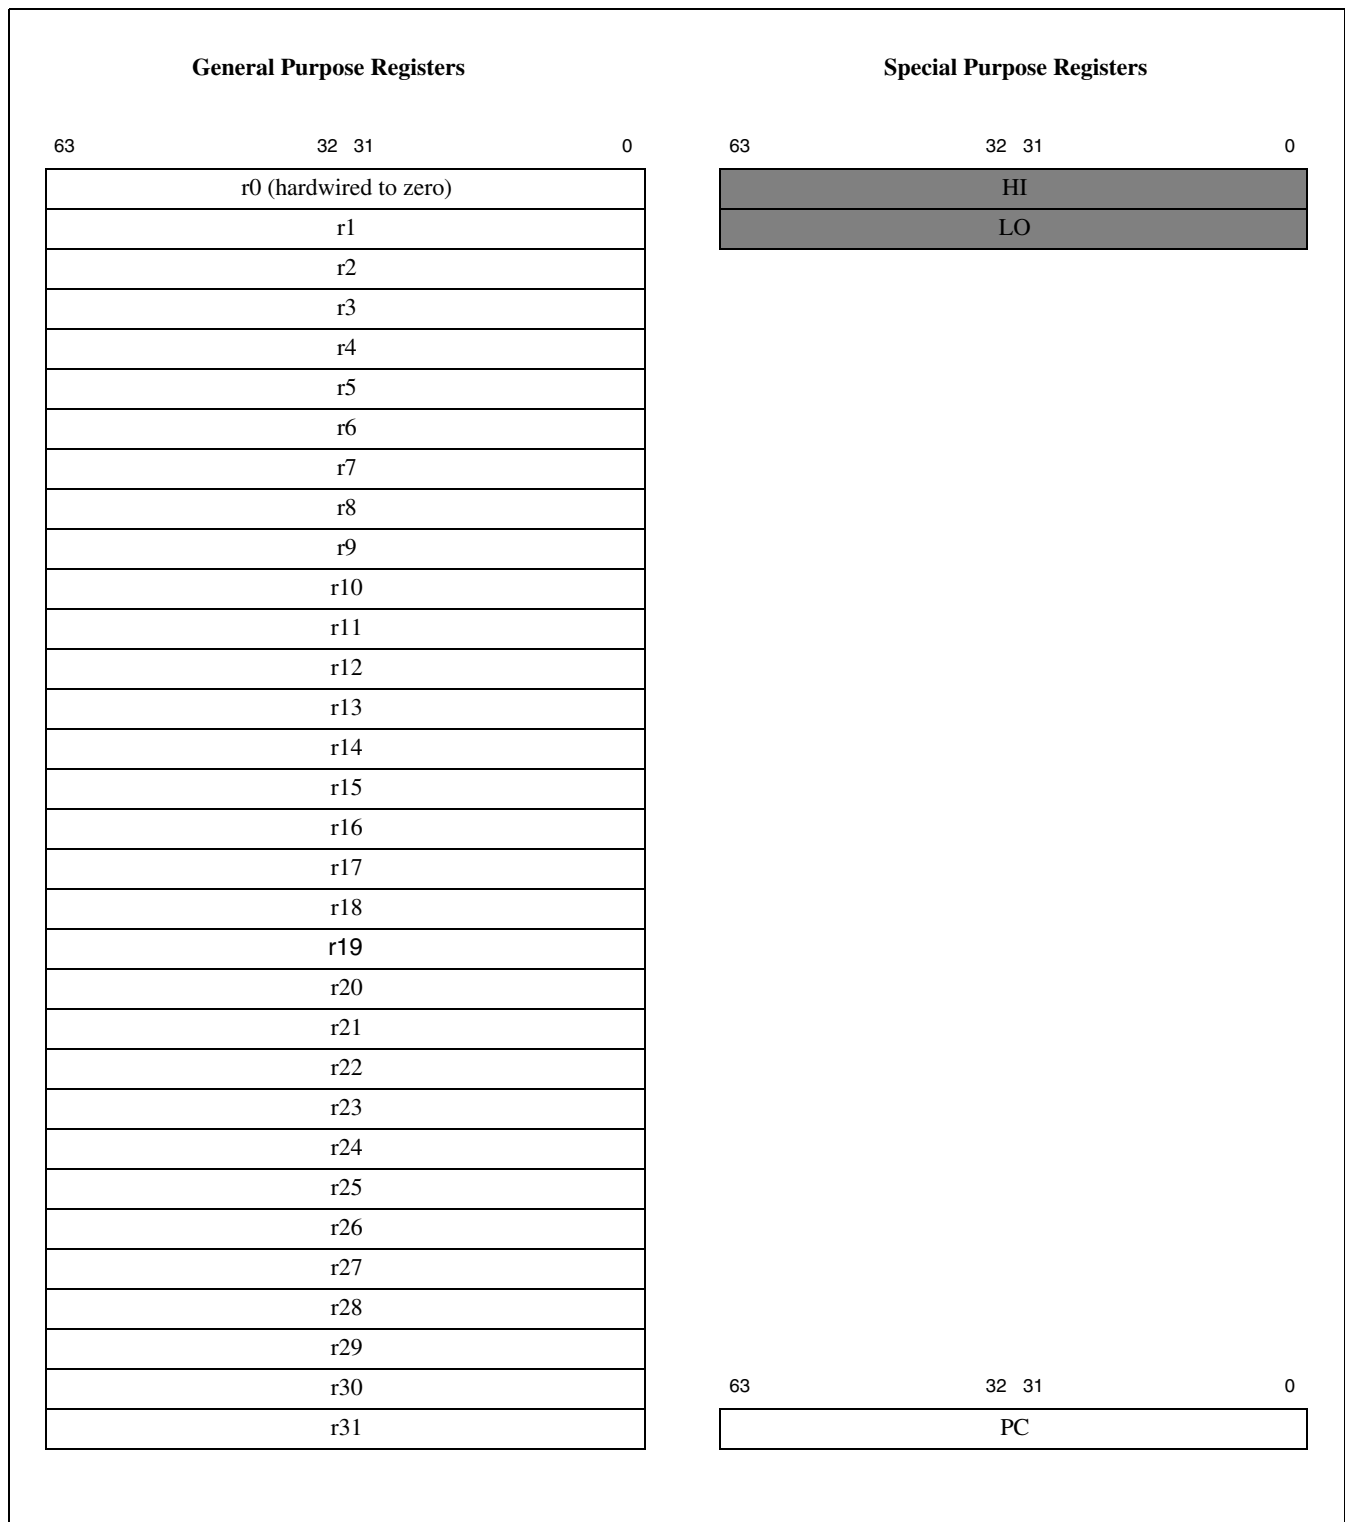 General Purpose Registers
63 32 31 0
r0 (hardwired to zero)
r1
r2
r3
r4
r5
r6
r7
r8
r9
r10
r11
r12
r13
r14
r15
r16
r17
r18
r19
r20
r21
r22
r23
r24
r25
r26
r27
r28
r29
r30
r31
Special Purpose Registers
63 32 31 0
HI
LO
63 32 31 0
PC